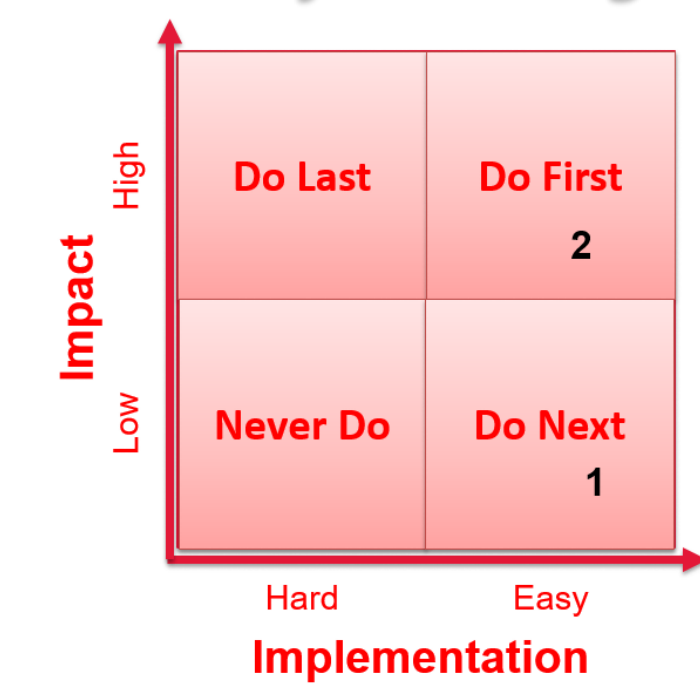 High
Do Last
Do First
2
Impact
Low
Never Do
Do Next
1
Hard
Easy
Implementation